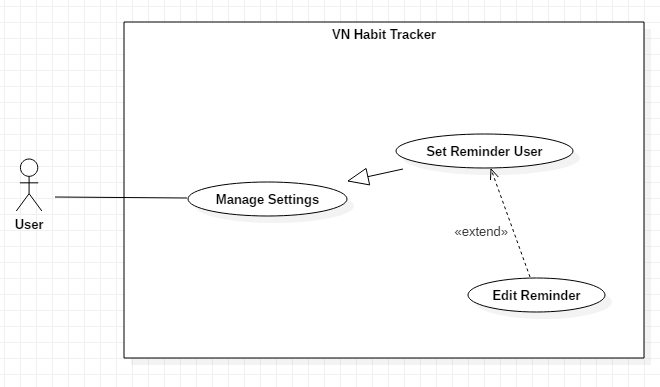 VN Habit Tracker
Set Reminder User
Manage Settings
User
«extend»
Edit Reminder